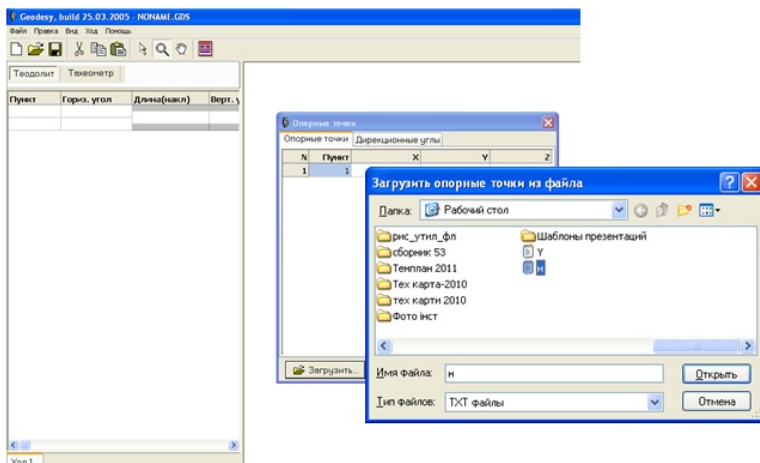 Geodesy, build 25.03.2005 - NONAME.GDS
Файл Правка Вид Ход Помощь
Теодолит Тахеометр
Пункт Гориз. угол Длина(накл) Верт. у
Опорные точки
Опорные точки Дирекционные углы
N Пункт X Y Z
1 1
Загрузить опорные точки из файла
Папка: Рабочий стол
рис_утил_фл Шаблоны презентаций
сборник 53 Y
Темплан 2011 н
Тех карта-2010
тех карти 2010
Фото інст
Загрузить...
Имя файла: н Открыть
Тип файлов: TXT файлы Отмена
Ход 1